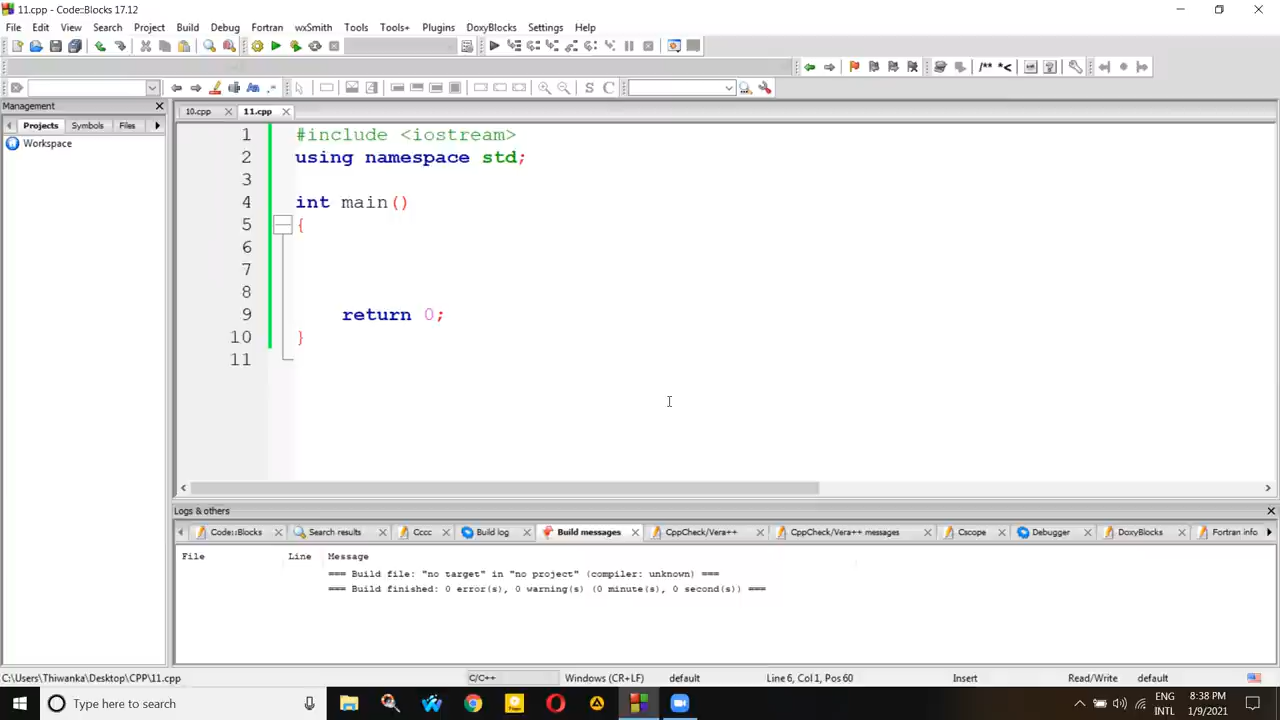 11.cpp - Code::Blocks 17.12
File Edit View Search Project Build Debug Fortran wxSmith Tools Tools+ Plugins DoxyBlocks Settings Help
/** *<
S C
Management
Projects Symbols Files
Workspace
10.cpp 11.cpp
1 #include <iostream>
2 using namespace std;
3
4 int main()
5 {
6
7
8
9 return 0;
10 }
11
Logs & others
Code::Blocks Search results Cccc Build log Build messages CppCheck/Vera++ CppCheck/Vera++ messages Cscope Debugger DoxyBlocks Fortran info
File Line Message
=== Build file: "no target" in "no project" (compiler: unknown) ===
=== Build finished: 0 error(s), 0 warning(s) (0 minute(s), 0 second(s)) ===
C:\Users\Thiwanka\Desktop\CPP\11.cpp C/C++ Windows (CR+LF) default Line 6, Col 1, Pos 60 Insert Read/Write default
Type here to search
ENG 8:38 PM
INTL 1/9/2021